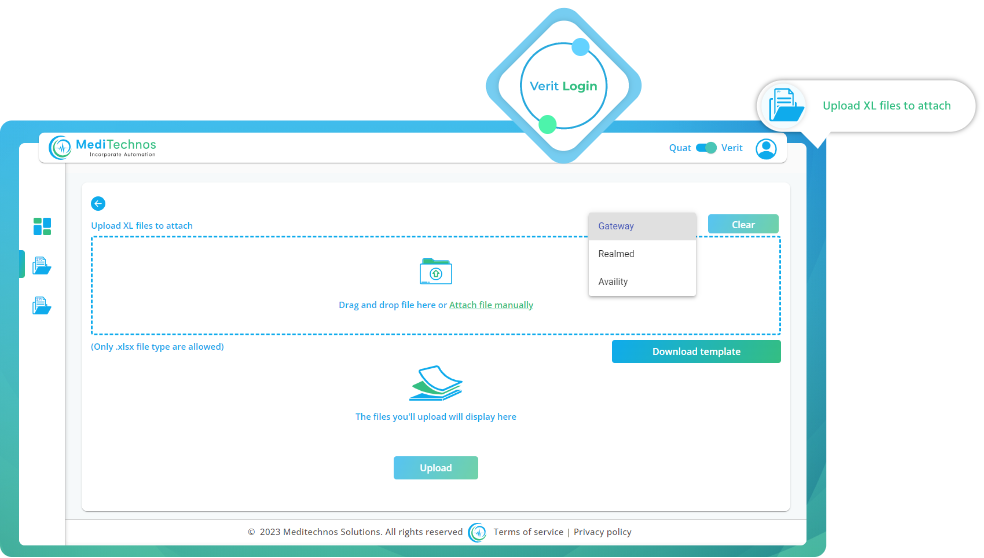 Verit Login
Upload XL files to attach
MediTechnos
Incorporate Automation
Quat Verit
Upload XL files to attach
Gateway
Clear
Realmed
Availity
Drag and drop file here or Attach file manually
(Only .xlsx file type are allowed)
Download template
The files you'll upload will display here
Upload
© 2023 Meditechnos Solutions. All rights reserved Terms of service | Privacy policy